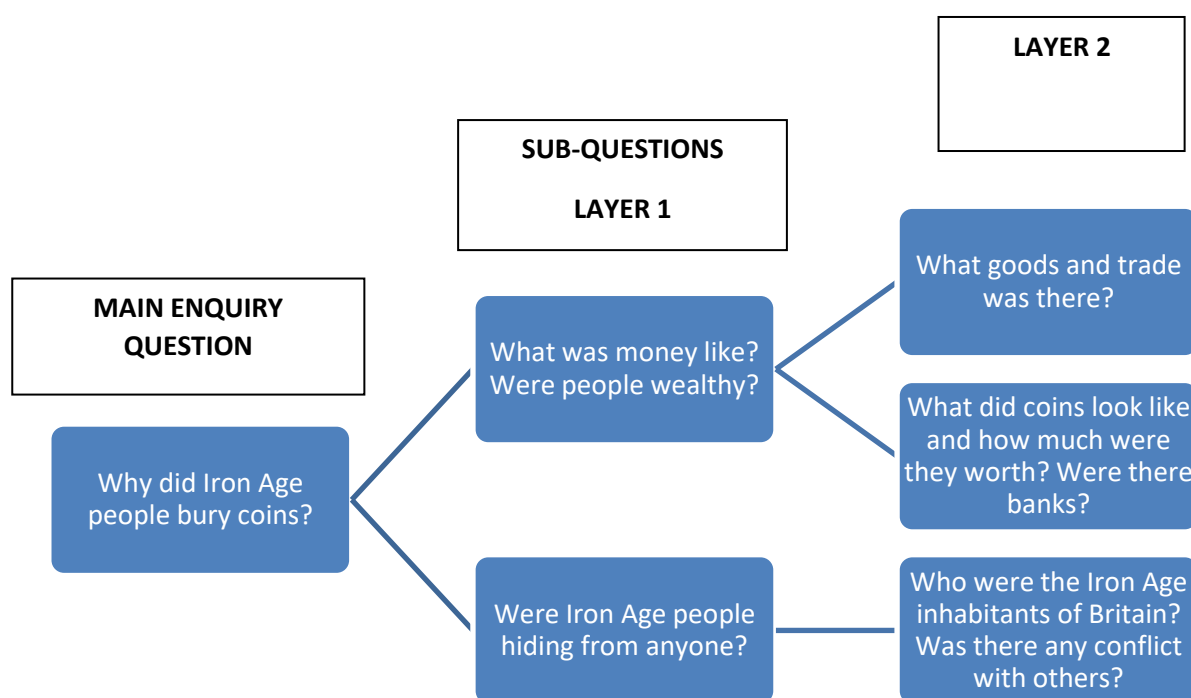 LAYER 2
SUB-QUESTIONS
LAYER 1
MAIN ENQUIRY
QUESTION
Why did Iron Age
people bury coins?
What was money like?
Were people wealthy?
Were Iron Age people
hiding from anyone?
What goods and trade
was there?
What did coins look like
and how much were
they worth? Were there
banks?
Who were the Iron Age
inhabitants of Britain?
Was there any conflict
with others?